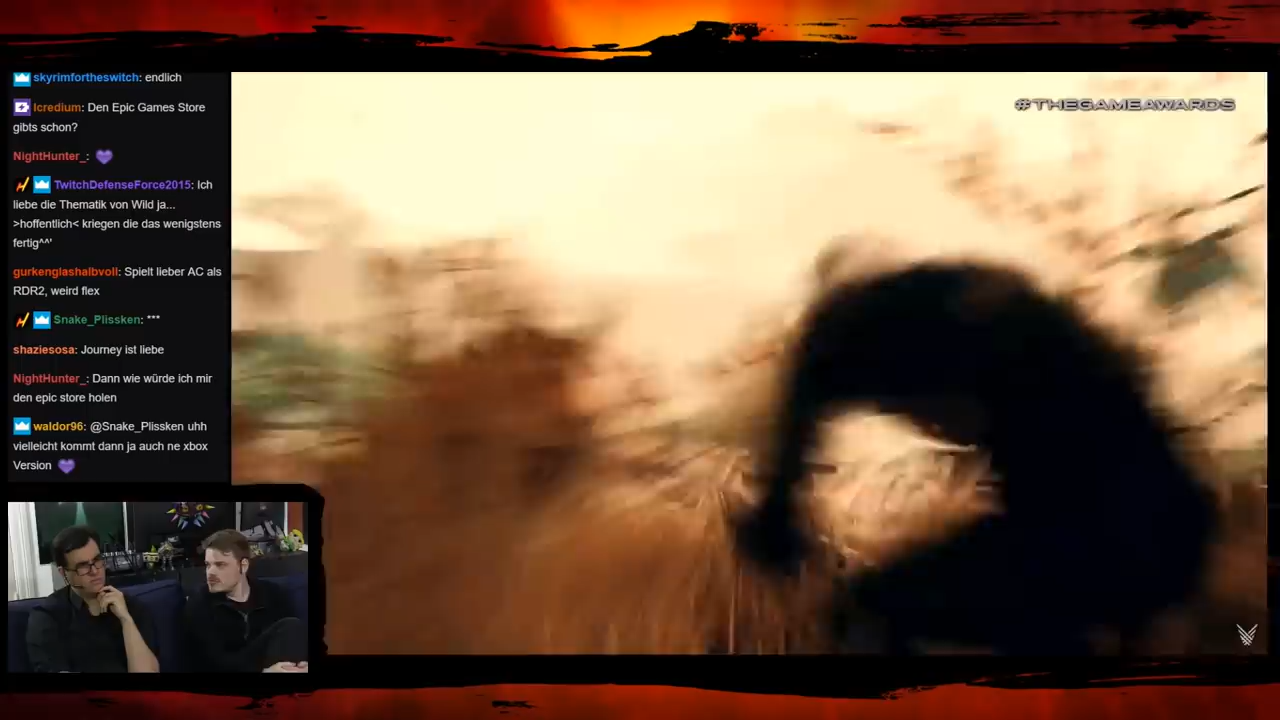 skyrimfortheswitch: endlich
Icredium: Den Epic Games Store
gibts schon?
NightHunter_:
TwitchDefenseForce2015: Ich
liebe die Thematik von Wild ja...
>hoffentlich< kriegen die das wenigstens
fertig^^'
gurkenglashalbvoll: Spielt lieber AC als
RDR2, weird flex
Snake_Plissken: ***
shaziesosa: Journey ist liebe
NightHunter_: Dann wie würde ich mir
den epic store holen
waldor96: @Snake_Plissken uhh
vielleicht kommt dann ja auch ne xbox
Version
#THEGAMEAWARDS